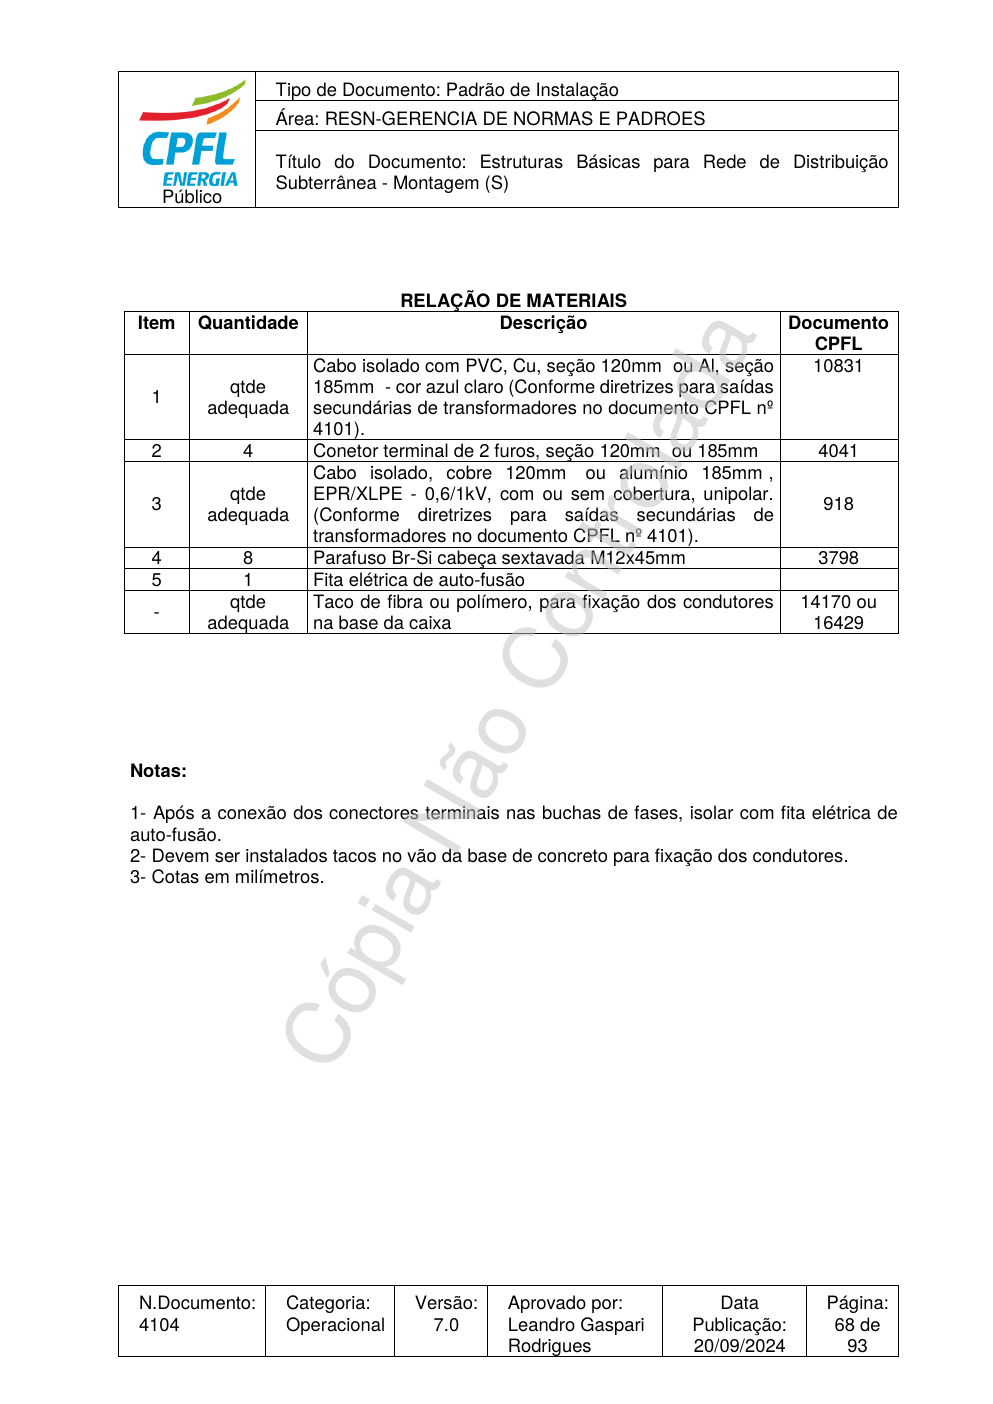 CPFL
ENERGIA
Público
Tipo de Documento: Padrão de Instalação
Área: RESN-GERENCIA DE NORMAS E PADROES
Título do Documento: Estruturas Básicas para Rede de Distribuição
Subterrânea - Montagem (S)
RELAÇÃO DE MATERIAIS
Item Quantidade Descrição Documento
CPFL
1 qtde
adequada
Cabo isolado com PVC, Cu, seção 120mm ou Al, seção
185mm - cor azul claro (Conforme diretrizes para saídas
secundárias de transformadores no documento CPFL nº
4101).
10831
2 4 Conetor terminal de 2 furos, seção 120mm ou 185mm 4041
3 qtde
adequada
Cabo isolado, cobre 120mm ou alumínio 185mm ,
EPR/XLPE - 0,6/1kV, com ou sem cobertura, unipolar.
(Conforme diretrizes para saídas secundárias de
transformadores no documento CPFL nº 4101).
918
4 8 Parafuso Br-Si cabeça sextavada M12x45mm 3798
5 1 Fita elétrica de auto-fusão
- qtde
adequada
Taco de fibra ou polímero, para fixação dos condutores
na base da caixa
14170 ou
16429
Notas:
1- Após a conexão dos conectores terminais nas buchas de fases, isolar com fita elétrica de
auto-fusão.
2- Devem ser instalados tacos no vão da base de concreto para fixação dos condutores.
3- Cotas em milímetros.
Cópia Não Controlada
N.Documento:
4104
Categoria:
Operacional
Versão:
7.0
Aprovado por:
Leandro Gaspari
Rodrigues
Data
Publicação:
20/09/2024
Página:
68 de
93